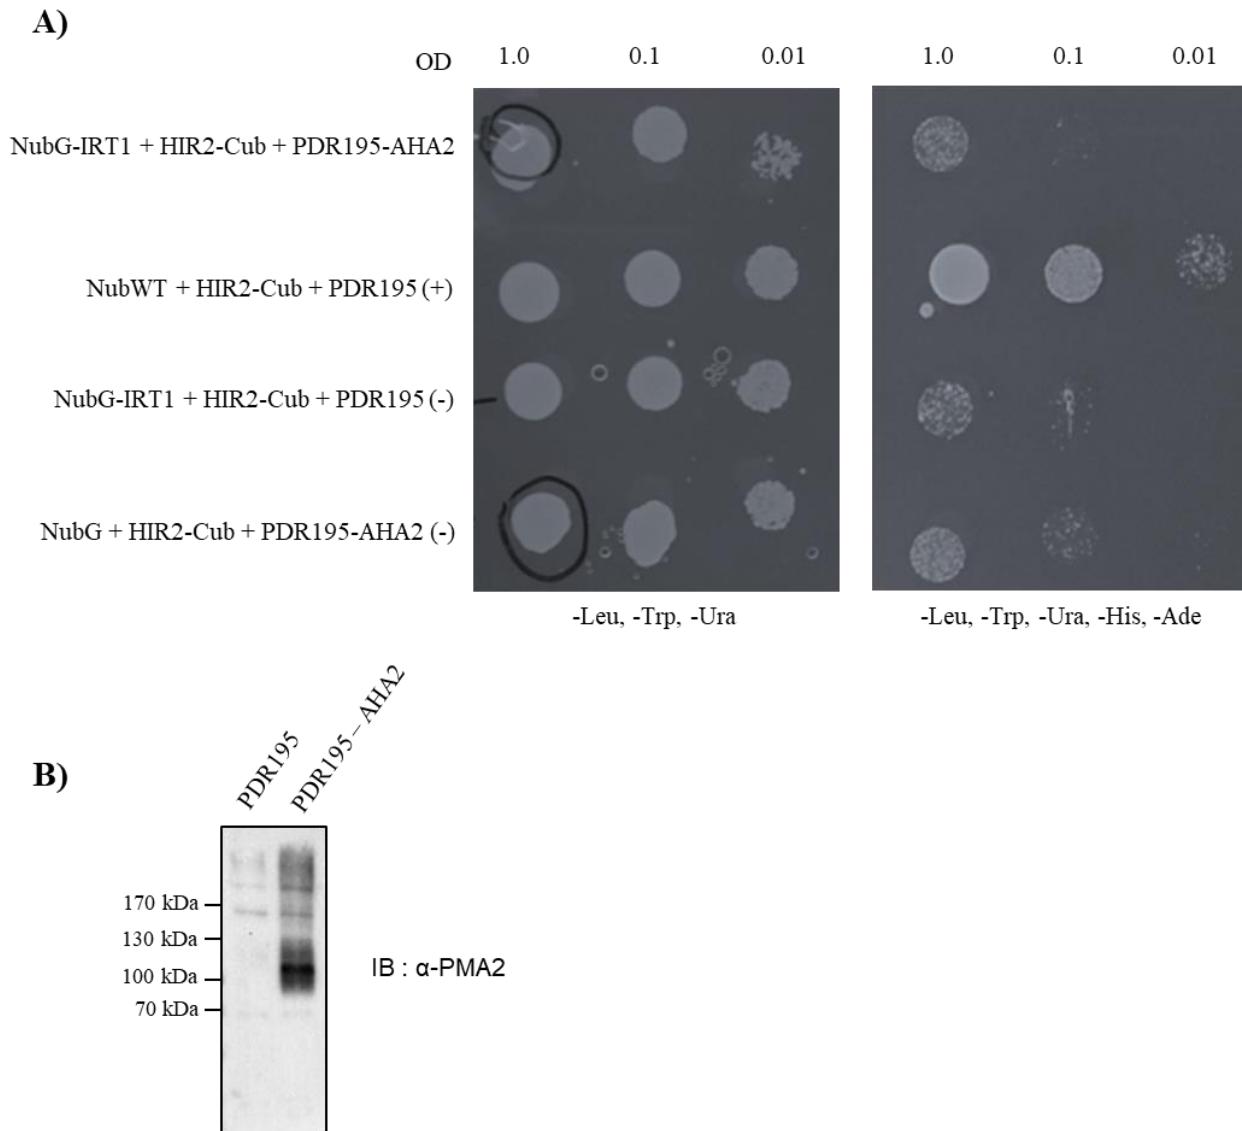 A)
OD 1.0 0.1 0.01 1.0 0.1 0.01
NubG-IRT1 + HIR2-Cub + PDR195-AHA2
NubWT + HIR2-Cub + PDR195 (+)
NubG-IRT1 + HIR2-Cub + PDR195 (-)
NubG + HIR2-Cub + PDR195-AHA2 (-)
-Leu, -Trp, -Ura -Leu, -Trp, -Ura, -His, -Ade
B)
PDR195
PDR195 – AHA2
170 kDa
130 kDa
100 kDa
70 kDa
IB : α-PMA2